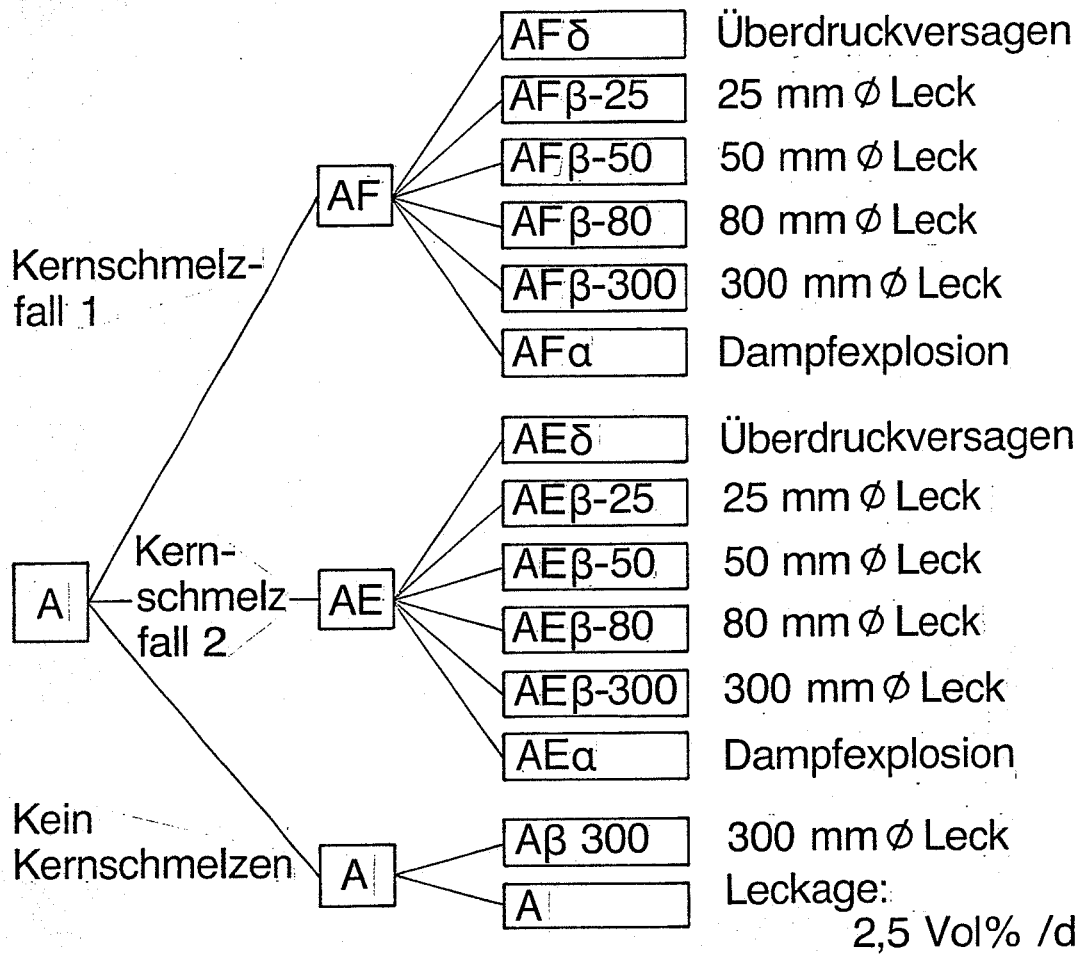 AFδ Überdruckversagen
AFβ-25 25 mm ⌀ Leck
AFβ-50 50 mm ⌀ Leck
AF
AFβ-80 80 mm ⌀ Leck
Kernschmelz-
fall 1
AFβ-300 300 mm ⌀ Leck
AFα Dampfexplosion
AEδ Überdruckversagen
AEβ-25 25 mm ⌀ Leck
Kern-
schmelz
fall 2
AEβ-50 50 mm ⌀ Leck
A
AE
AEβ-80 80 mm ⌀ Leck
AEβ-300 300 mm ⌀ Leck
AEα Dampfexplosion
Kein
Kernschmelzen
Aβ 300 300 mm ⌀ Leck
A
A Leckage:
2,5 Vol% /d